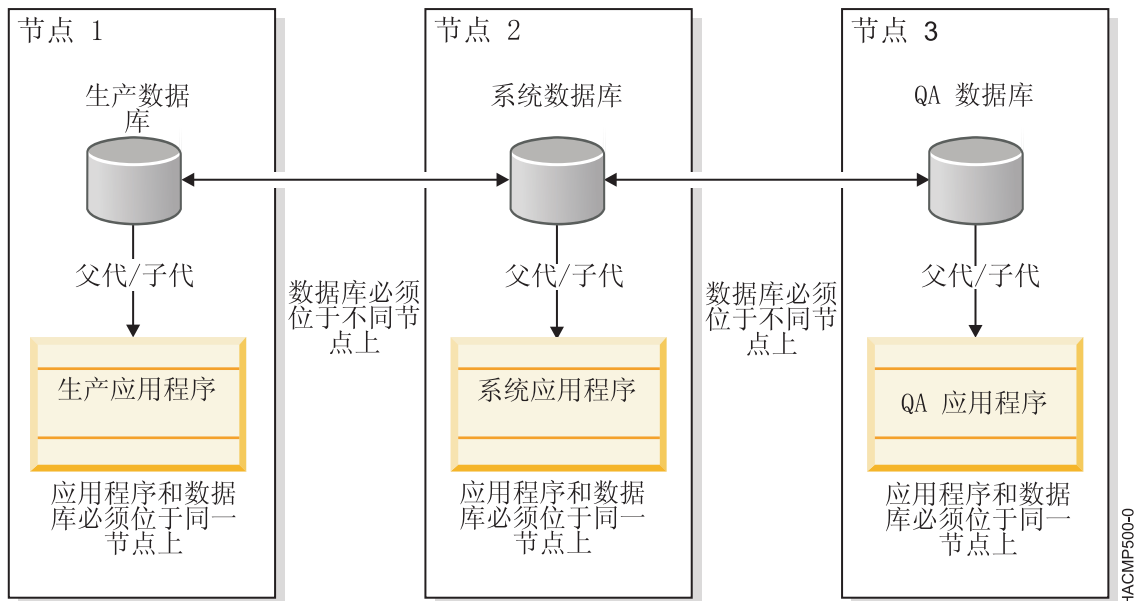 节点 1
生产数据
库
父代/子代
生产应用程序
应用程序和数据
库必须位于同一
节点上
数据库必须
位于不同节
点上
节点 2
系统数据库
父代/子代
系统应用程序
应用程序和数据
库必须位于同一
节点上
数据库必须
位于不同节
点上
节点 3
QA 数据库
父代/子代
QA 应用程序
应用程序和数据
库必须位于同一
节点上
HACMP500-0